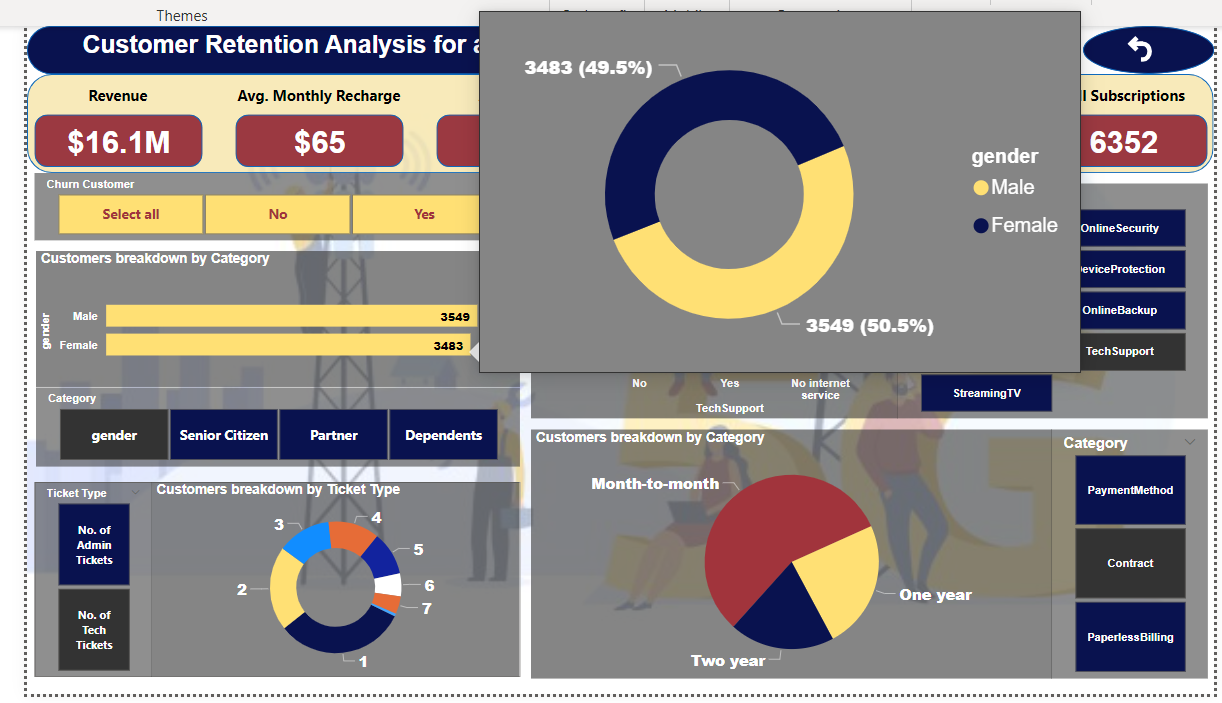 Themes
Customer Retention Analysis for a
Revenue
Avg. Monthly Recharge
$16.1M
$65
l Subscriptions
6352
Churn Customer
Select all
No
Yes
3483 (49.5%)
gender
Male
Female
3549 (50.5%)
Customers breakdown by Category
gender
Male
3549
Female
3483
Category
gender
Senior Citizen
Partner
Dependents
OnlineSecurity
eviceProtection
OnlineBackup
TechSupport
StreamingTV
No
Yes
No internet
service
TechSupport
Ticket Type
No. of
Admin
Tickets
No. of
Tech
Tickets
Customers breakdown by Ticket Type
3
4
5
2
6
7
1
Customers breakdown by Category
Month-to-month
One year
Two year
Category
PaymentMethod
Contract
PaperlessBilling